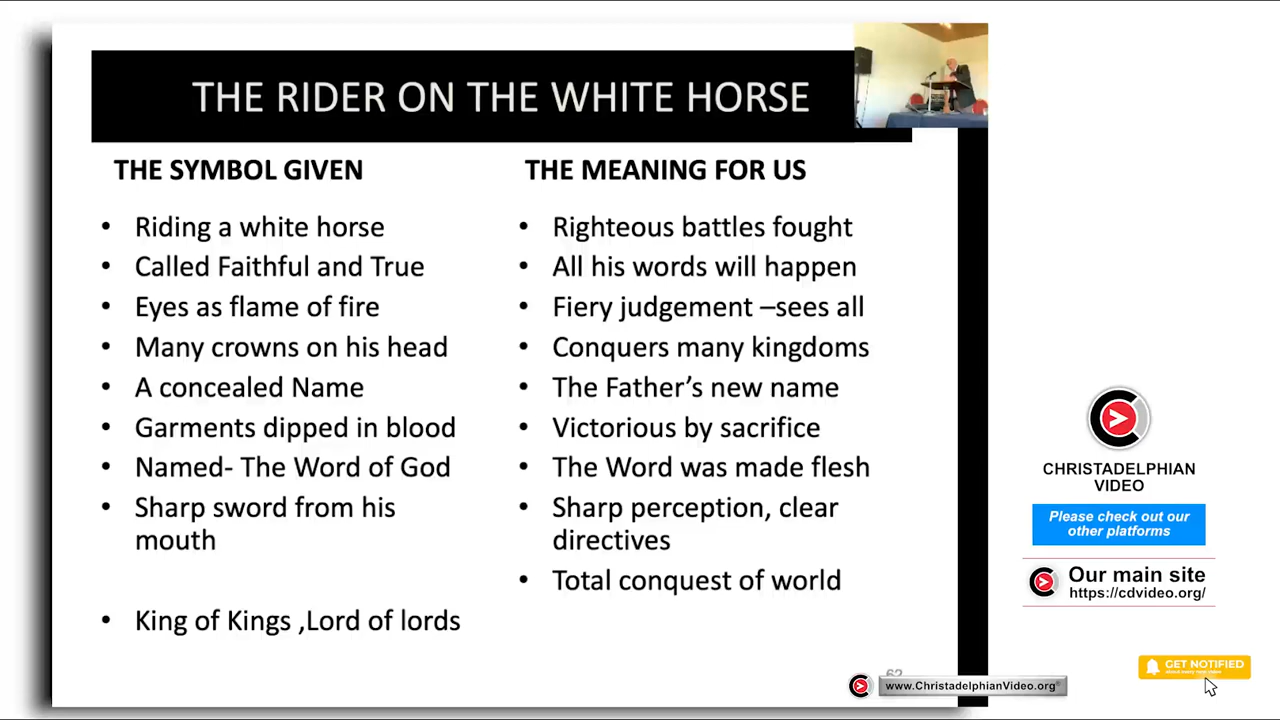 THE RIDER ON THE WHITE HORSE
THE SYMBOL GIVEN
• Riding a white horse
• Called Faithful and True
• Eyes as flame of fire
• Many crowns on his head
• A concealed Name
• Garments dipped in blood
• Named- The Word of God
• Sharp sword from his
mouth
• King of Kings ,Lord of lords
THE MEANING FOR US
• Righteous battles fought
• All his words will happen
• Fiery judgement –sees all
• Conquers many kingdoms
• The Father’s new name
• Victorious by sacrifice
• The Word was made flesh
• Sharp perception, clear
directives
• Total conquest of world
www.ChristadelphianVideo.org
CHRISTADELPHIAN
VIDEO
Please check out our
other platforms
Our main site
https://cdvideo.org/
GET NOTIFIED
about every new video